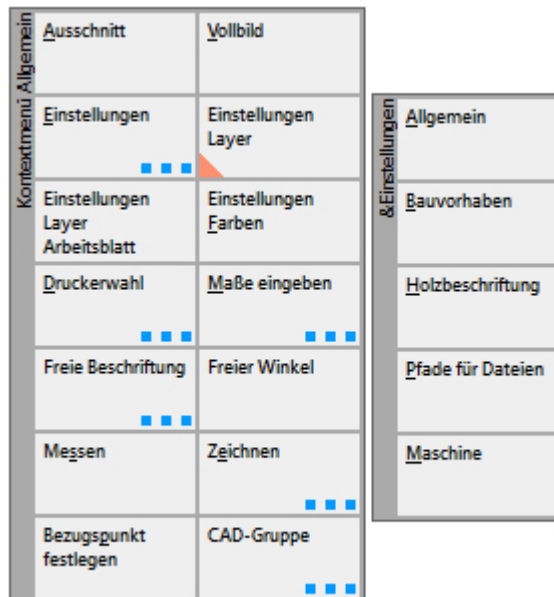 Kontextmenü Allgemein
Ausschnitt
Vollbild
Einstellungen
Einstellungen
Layer
Einstellungen
Layer
Arbeitsblatt
Einstellungen
Farben
Druckerwahl
Maße eingeben
Freie Beschriftung
Freier Winkel
Messen
Zeichnen
Bezugspunkt
festlegen
CAD-Gruppe
&Einstellungen
Allgemein
Bauvorhaben
Holzbeschriftung
Pfade für Dateien
Maschine